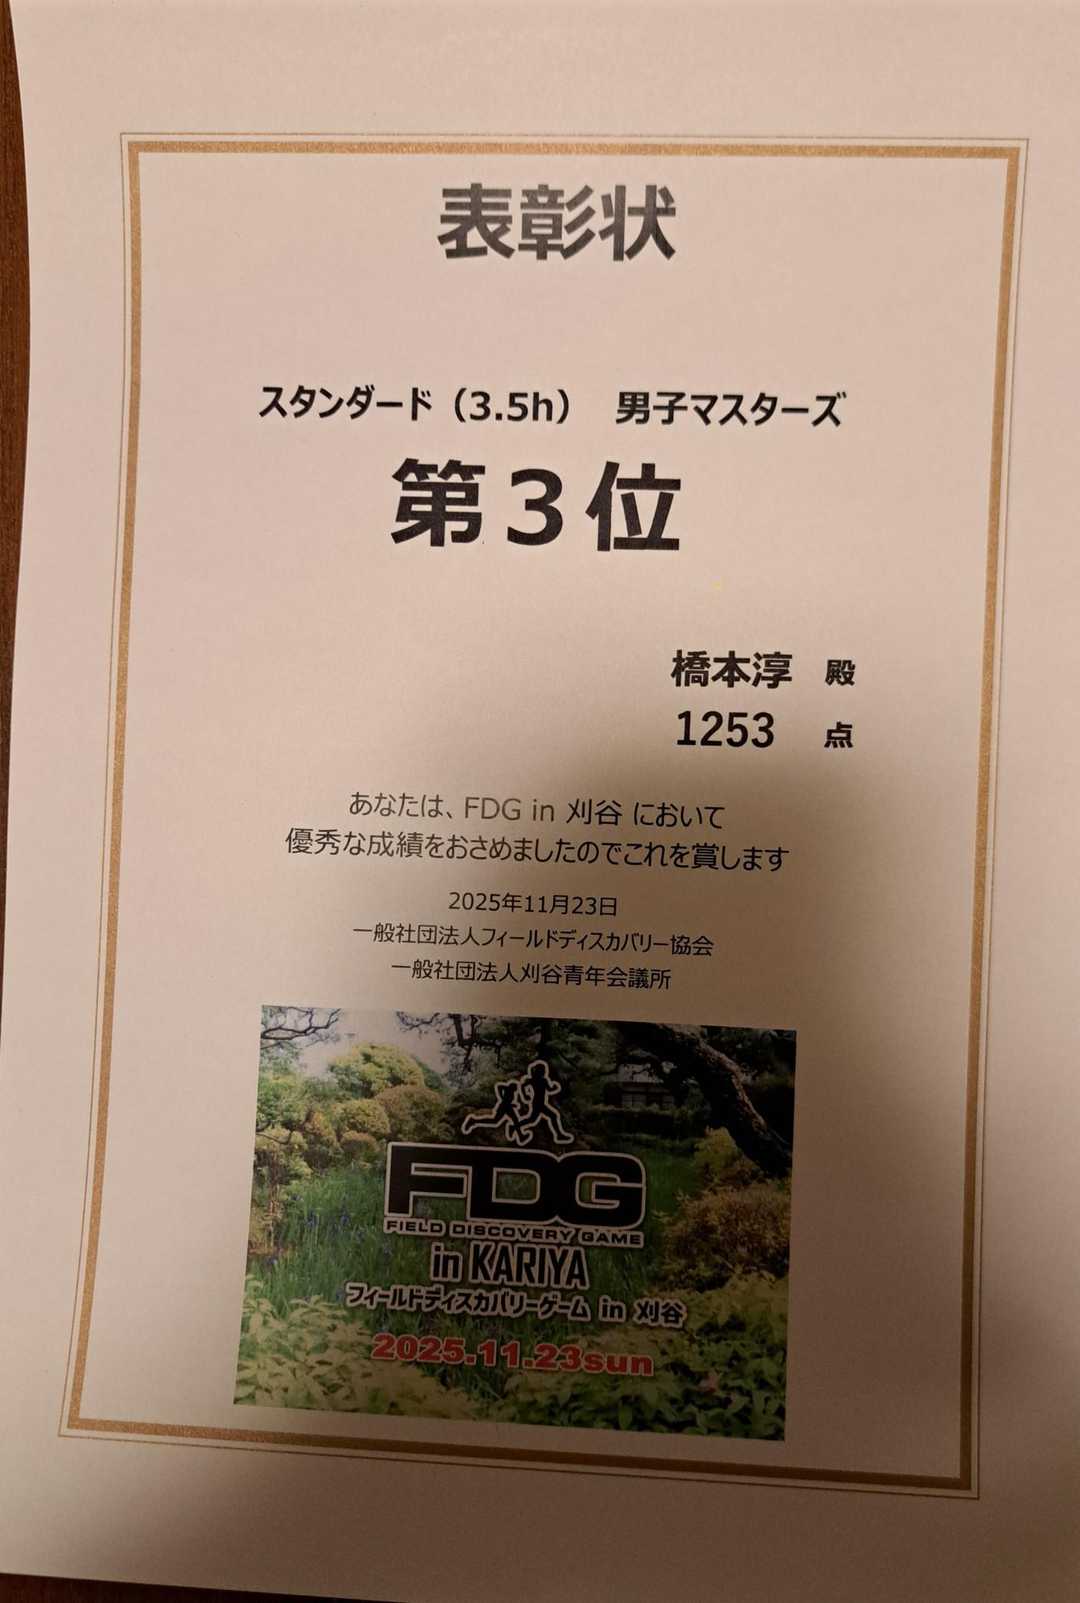 表彰状
スタンダード（3.5h） 男子マスターズ
第３位
橋本淳 殿
1253 点
あなたは、FDG in 刈谷 において
優秀な成績をおさめましたのでこれを賞します
2025年11月23日
一般社団法人フィールドディスカバリー協会
一般社団法人刈谷青年会議所
FDG
FIELD DISCOVERY GAME
in KARIYA
フィールドディスカバリーゲーム in 刈谷
2025.11.23sun